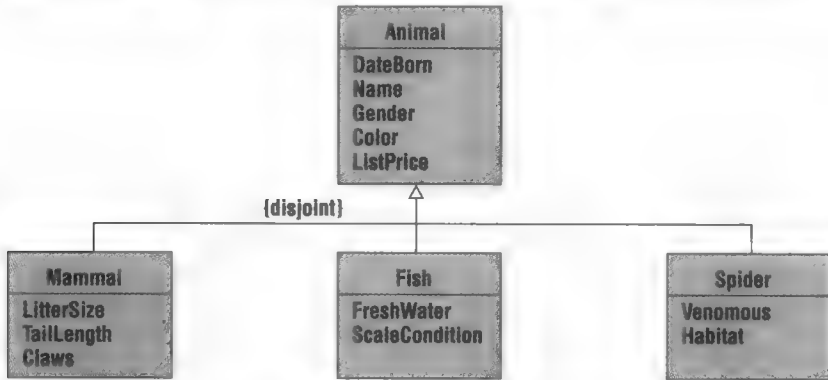 Animal
DateBorn
Name
Gender
Color
ListPrice
{disjoint}
Mammal
LitterSize
TailLength
Claws
Fish
FreshWater
ScaleCondition
Spider
Venomous
Habitat